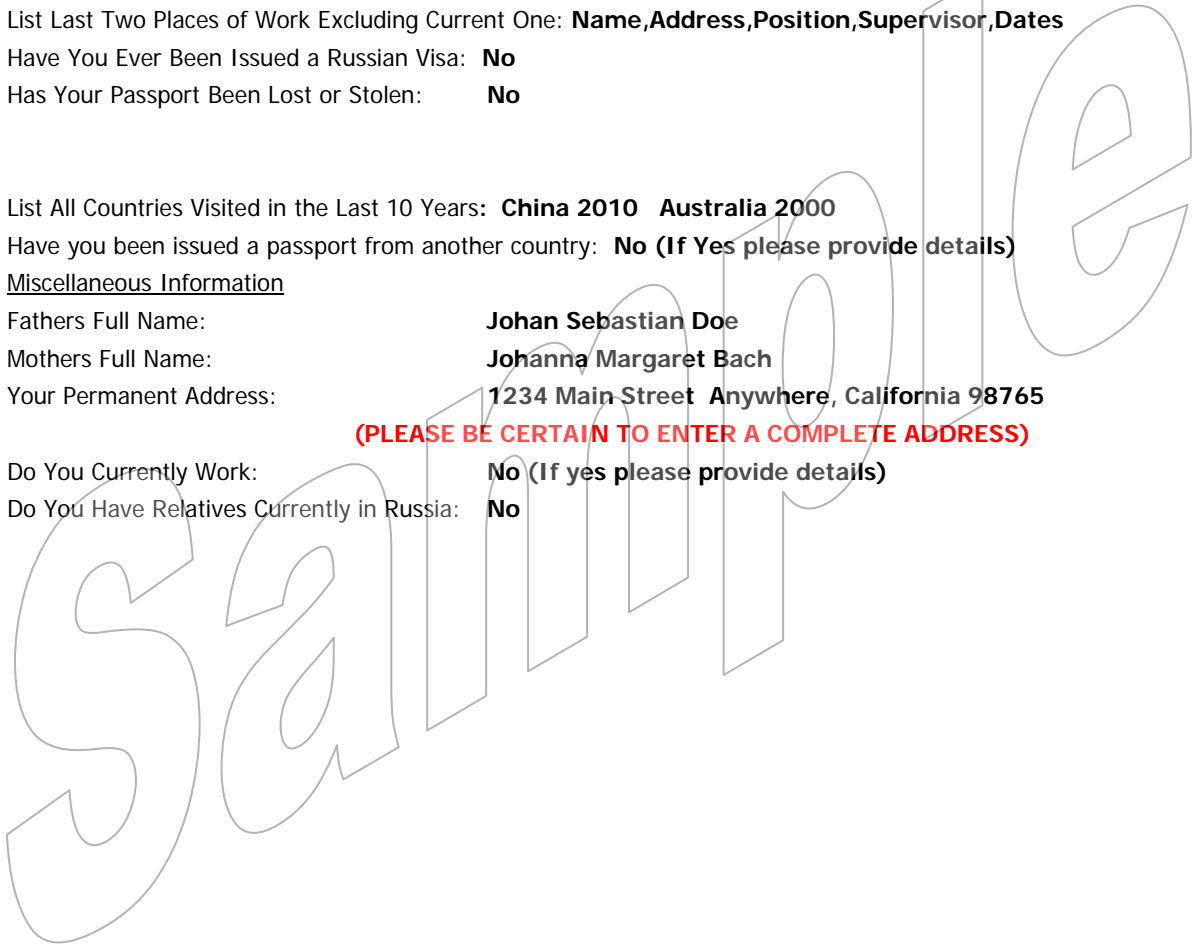 List Last Two Places of Work Excluding Current One: Name,Address,Position,Supervisor,Dates
Have You Ever Been Issued a Russian Visa: No
Has Your Passport Been Lost or Stolen: No
List All Countries Visited in the Last 10 Years: China 2010 Australia 2000
Have you been issued a passport from another country: No (If Yes please provide details)
Miscellaneous Information
Fathers Full Name: Johan Sebastian Doe
Mothers Full Name: Johanna Margaret Bach
Your Permanent Address: 1234 Main Street Anywhere, California 98765
(PLEASE BE CERTAIN TO ENTER A COMPLETE ADDRESS)
Do You Currently Work: No (If yes please provide details)
Do You Have Relatives Currently in Russia: No
Sample